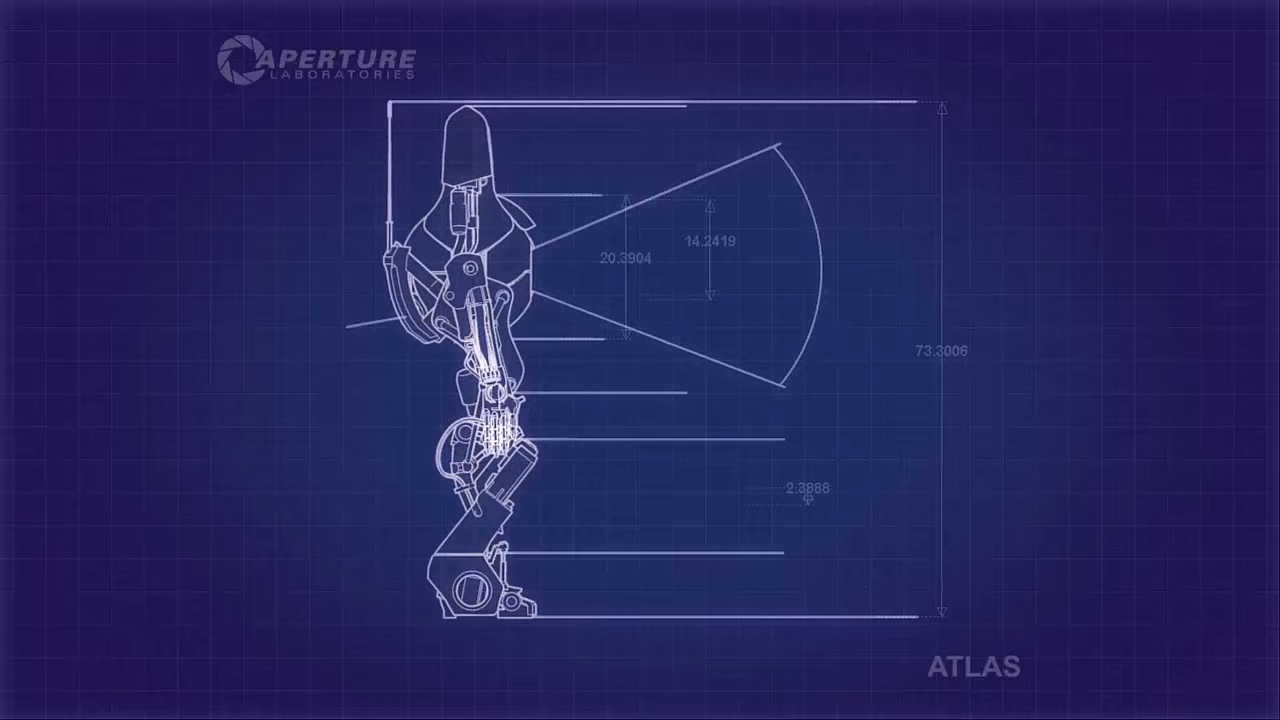 APERTURE
LABORATORIES
14.2419
20.3904
73.3006
2.3888
ATLAS